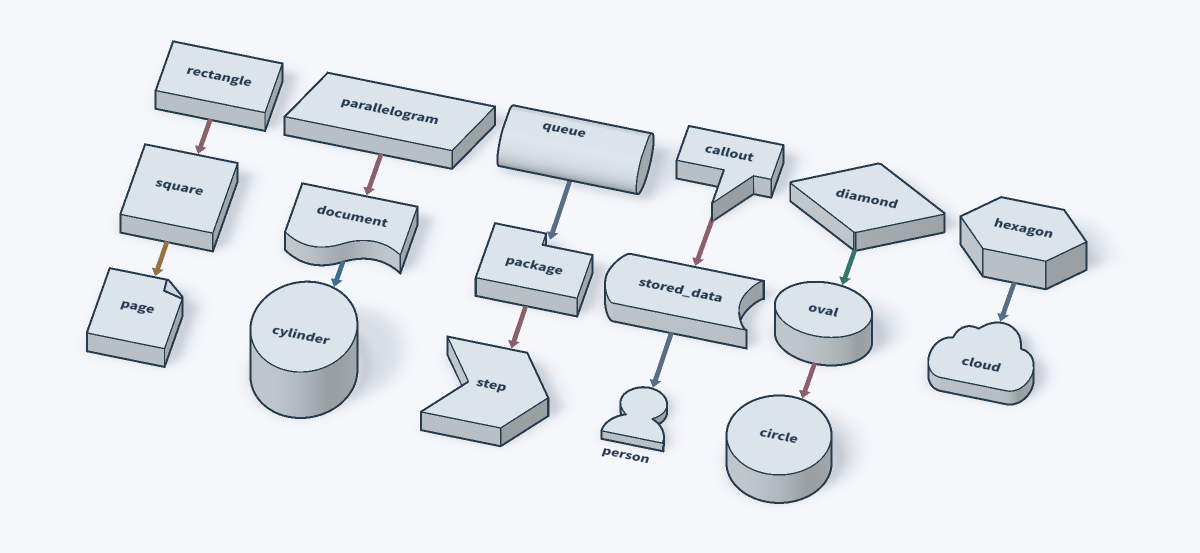 rectangle
parallelogram
queue
callout
diamond
hexagon
square
document
package
stored_data
oval
cloud
page
cylinder
step
person
circle